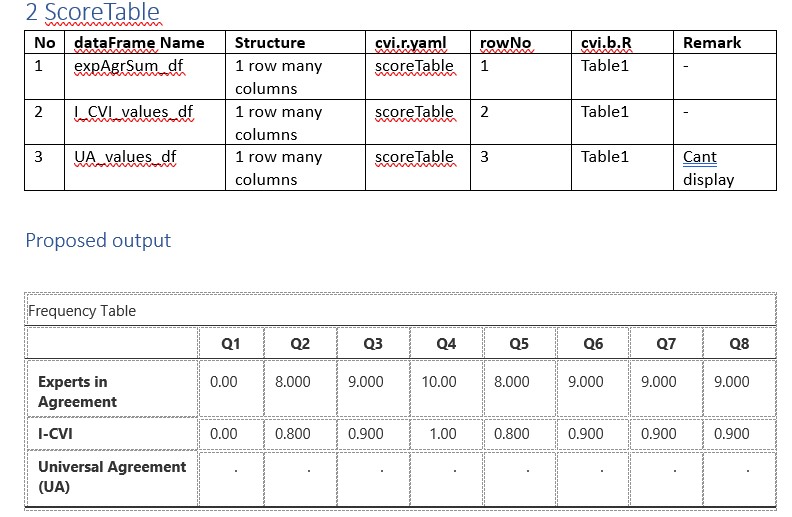 2 ScoreTable
No dataFrame Name Structure cvi.r.yaml rowNo cvi.b.R Remark
1 expAgrSum_df 1 row many scoreTable 1 Table1 -
columns
2 I_CVI_values_df 1 row many scoreTable 2 Table1 -
columns
3 UA_values_df 1 row many scoreTable 3 Table1 Cant
columns display
Proposed output
Frequency Table
Q1 Q2 Q3 Q4 Q5 Q6 Q7 Q8
Experts in 0.00 8.000 9.000 10.00 8.000 9.000 9.000 9.000
Agreement
I-CVI 0.00 0.800 0.900 1.00 0.800 0.900 0.900 0.900
Universal Agreement . . . . . . . .
(UA)